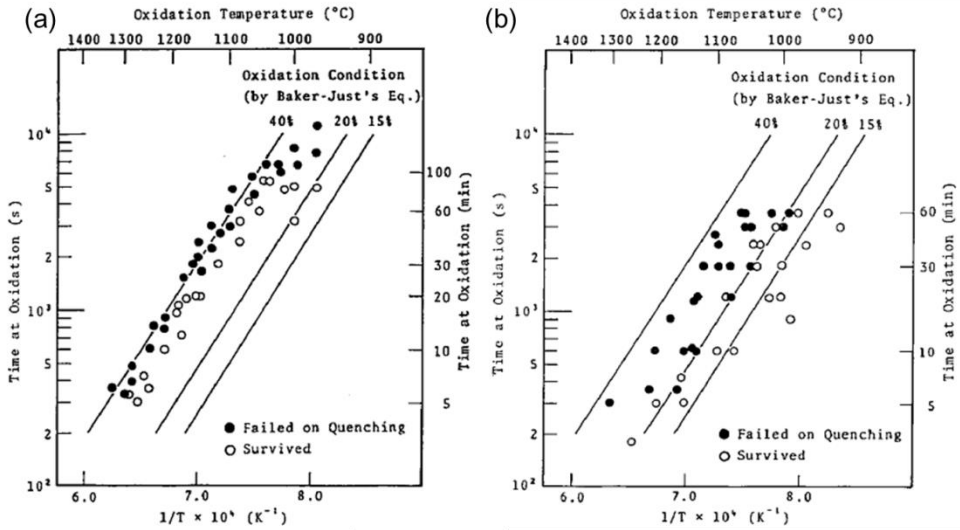 (a)
Oxidation Temperature (°C)
1400 1300 1200 1100 1000 900
Oxidation Condition
(by Baker-Just's Eq.)
40% 20% 15%
Time at Oxidation (s)
10⁴
5
2
10³
5
2
10²
Time at Oxidation (min)
100
60
30
20
10
5
● Failed on Quenching
○ Survived
6.0 7.0 8.0
1/T × 10⁴ (K⁻¹)
(b)
Oxidation Temperature (°C)
1400 1300 1200 1100 1000 900
Oxidation Condition
(by Baker-Just's Eq.)
40% 20% 15%
Time at Oxidation (s)
10⁴
5
2
10³
5
2
10²
Time at Oxidation (min)
60
30
10
5
● Failed on Quenching
○ Survived
6.0 7.0 8.0
1/T × 10⁴ (K⁻¹)